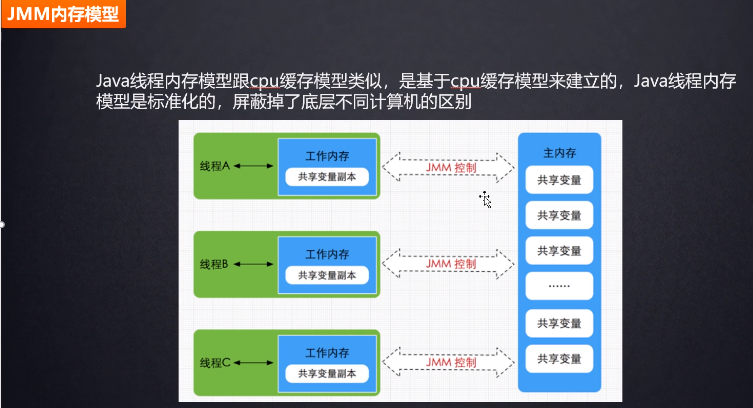 JMM内存模型
Java线程内存模型跟cpu缓存模型类似，是基于cpu缓存模型来建立的，Java线程内存
模型是标准化的，屏蔽掉了底层不同计算机的区别
线程A
工作内存
共享变量副本
JMM 控制
主内存
共享变量
共享变量
线程B
工作内存
共享变量副本
JMM 控制
共享变量
……
共享变量
线程C
工作内存
共享变量副本
JMM 控制
共享变量